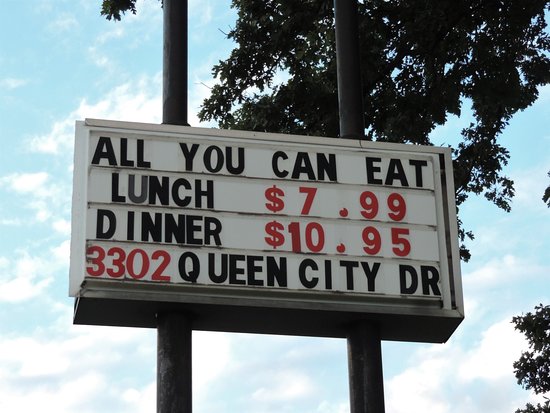 ALL YOU CAN EAT
LUNCH $7.99
DINNER $10.95
3302 QUEEN CITY DR